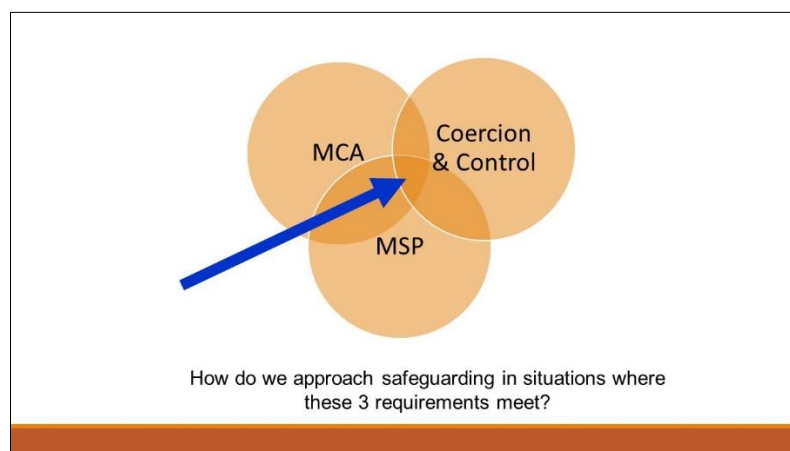 MCA
Coercion
& Control
MSP
How do we approach safeguarding in situations where
these 3 requirements meet?